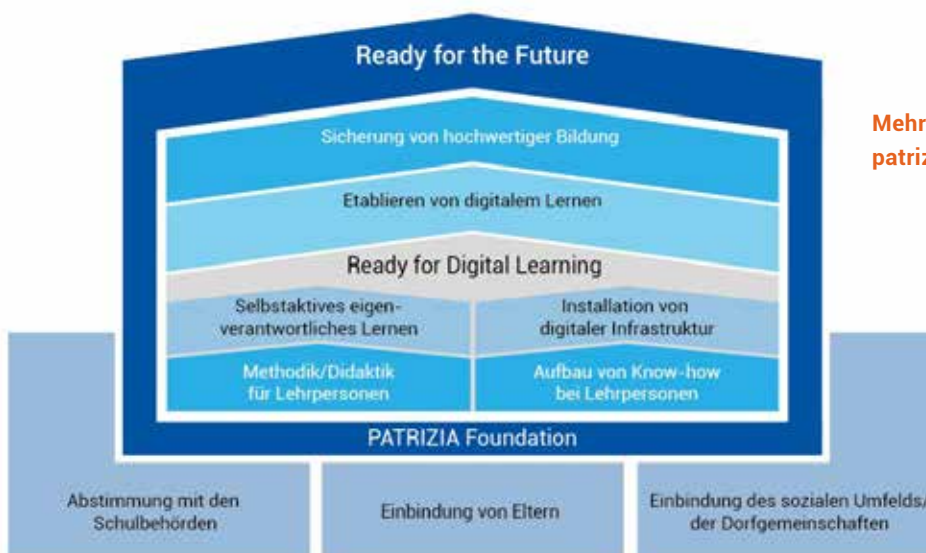 Ready for the Future
Sicherung von hochwertiger Bildung
Etablieren von digitalem Lernen
Ready for Digital Learning
Selbstaktives eigen-
verantwortliches Lernen
Installation von
digitaler Infrastruktur
Methodik/Didaktik
für Lehrpersonen
Aufbau von Know-how
bei Lehrpersonen
PATRIZIA Foundation
Abstimmung mit den
Schulbehörden
Einbindung von Eltern
Einbindung des sozialen Umfelds/
der Dorfgemeinschaften
Mehr